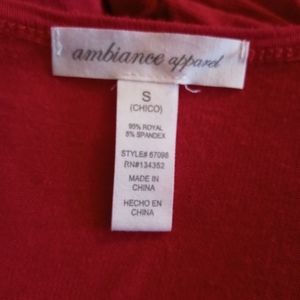 ambiance apparel
S
(CHICO)
95% ROYAL
5% SPANDEX
STYLE# 67098
RN#134352
MADE IN
CHINA
HECHO EN
CHINA